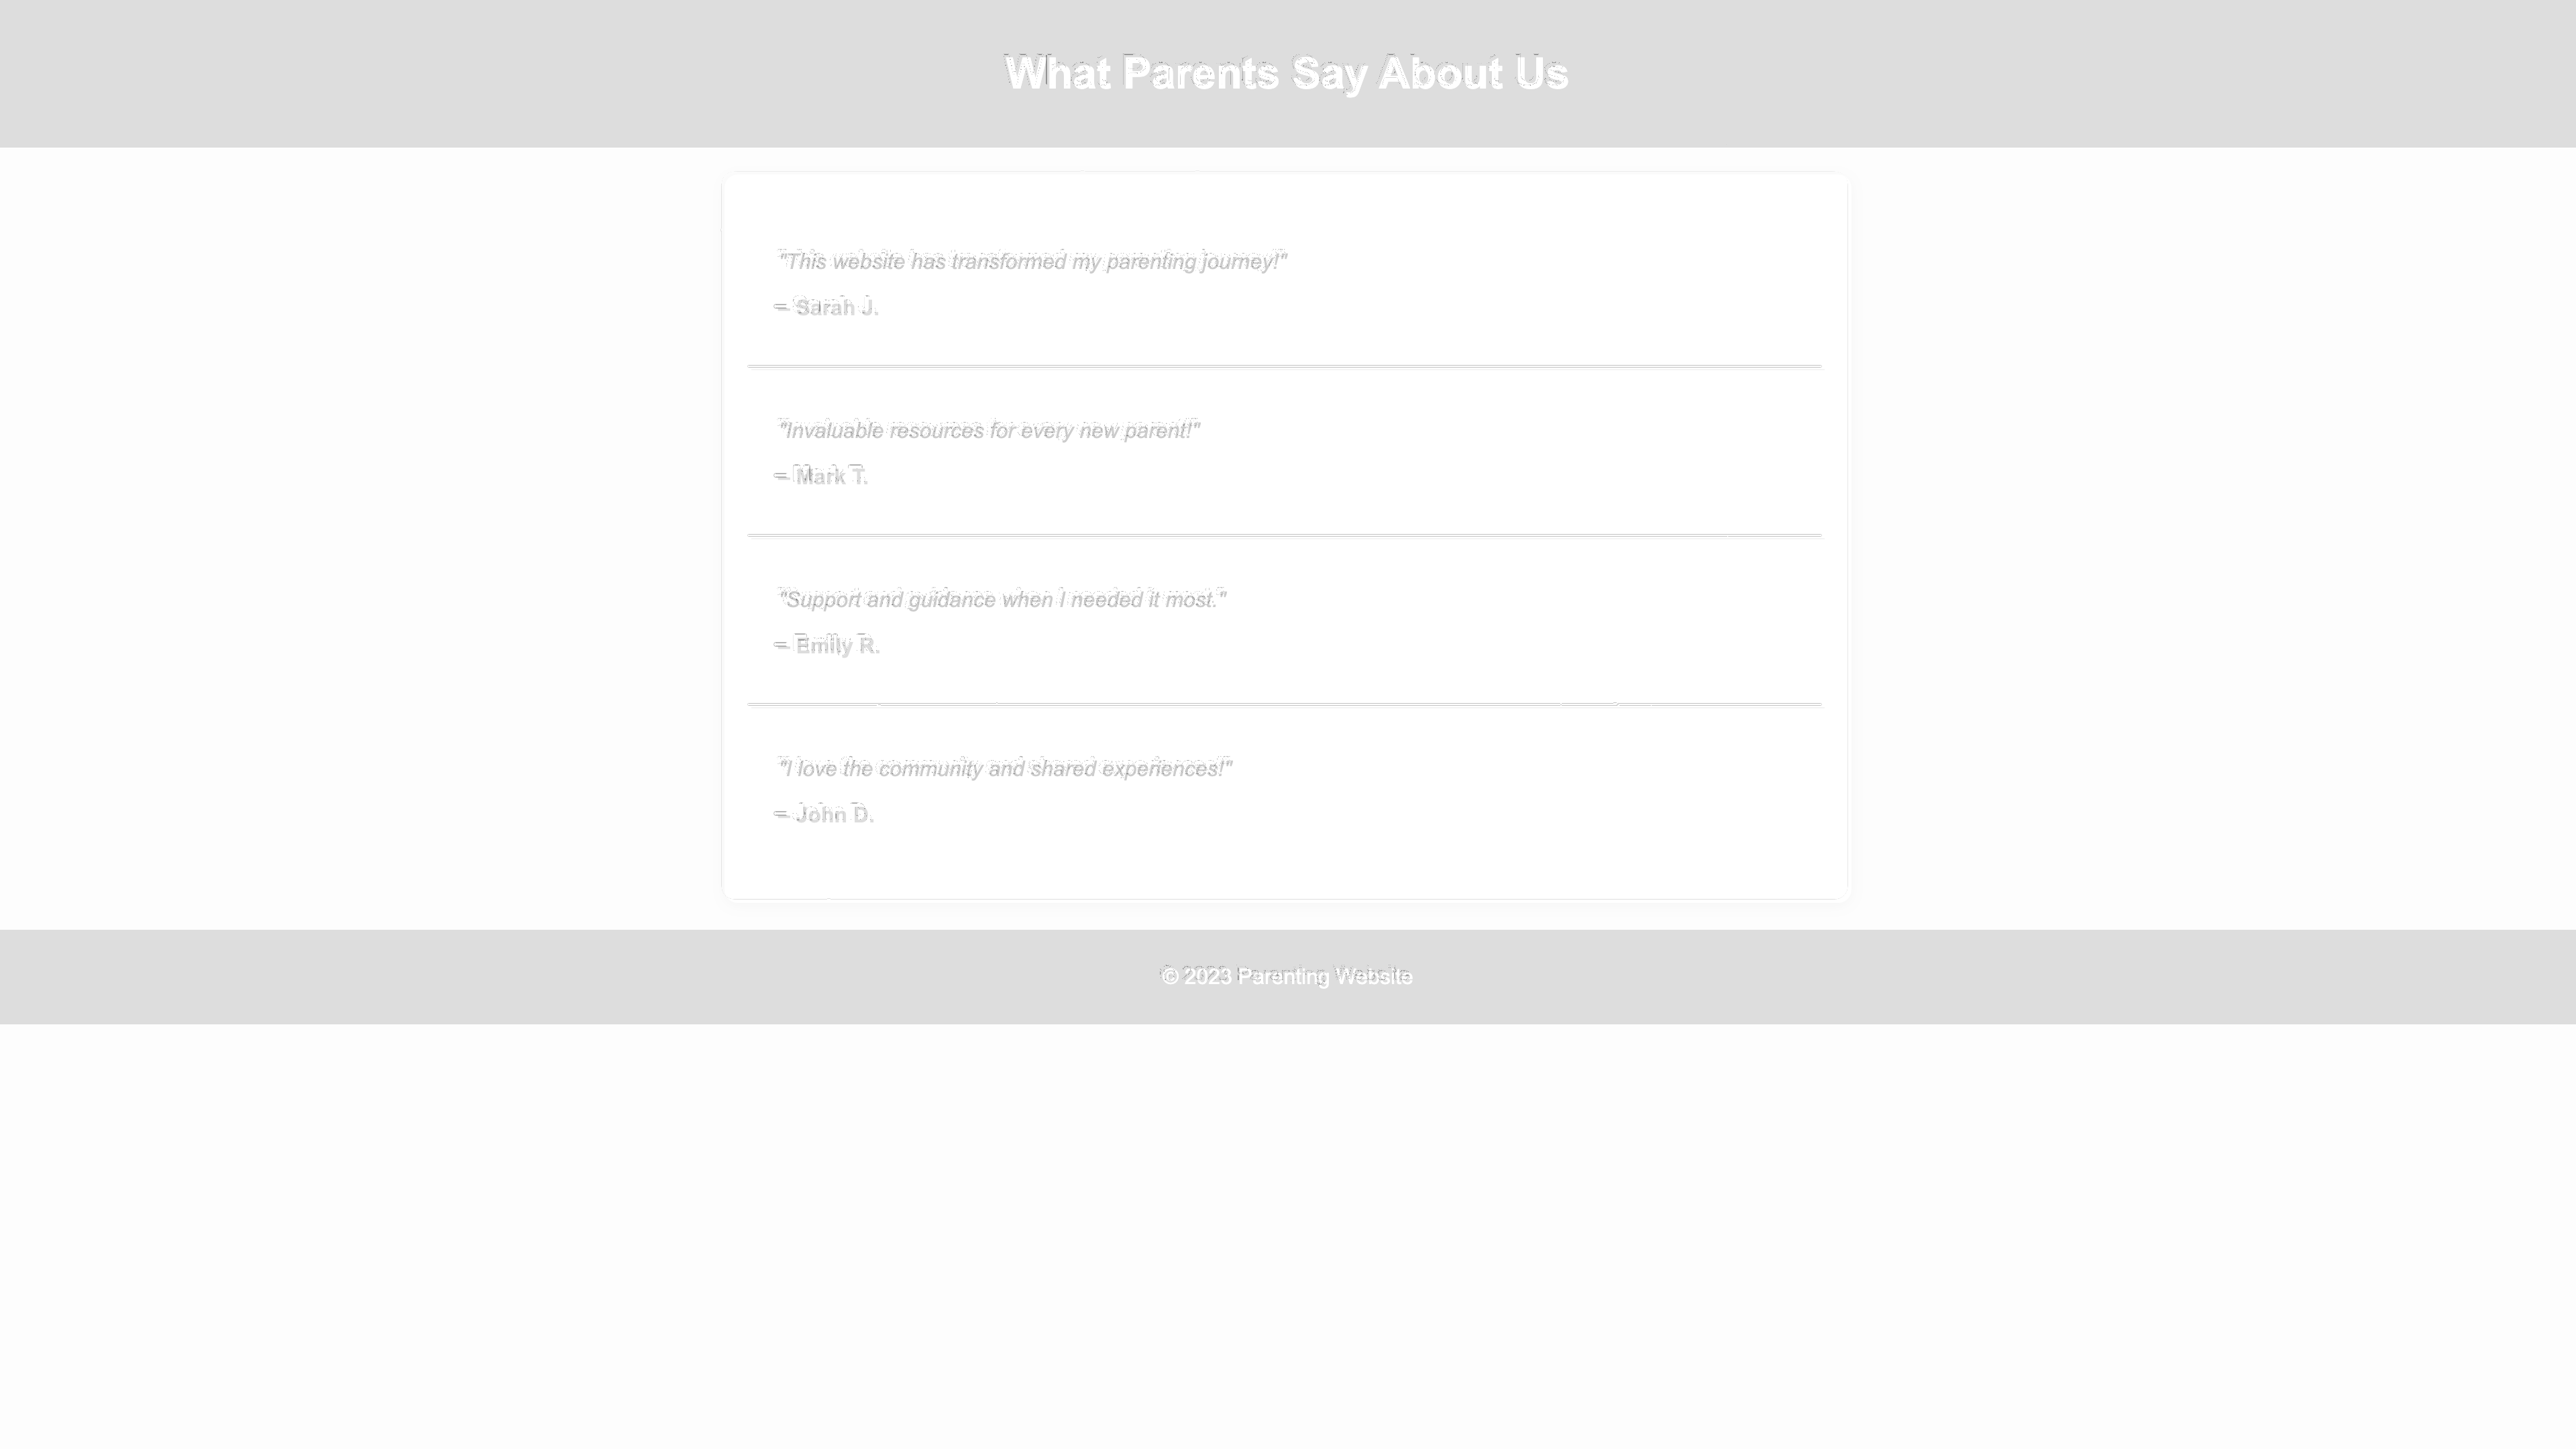 What Parents Say About Us
"This website has transformed my parenting journey!"
– Sarah J.
"Invaluable resources for every new parent!"
– Mark T.
"Support and guidance when I needed it most."
– Emily R.
"I love the community and shared experiences!"
– John D.
© 2023 Parenting Website